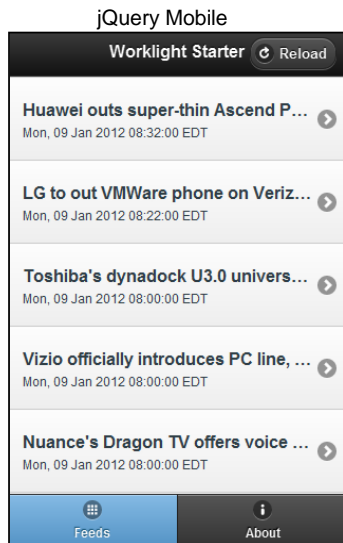 jQuery Mobile
Worklight Starter Reload
Huawei outs super-thin Ascend P...
Mon, 09 Jan 2012 08:32:00 EDT
LG to out VMWare phone on Veriz...
Mon, 09 Jan 2012 08:22:00 EDT
Toshiba's dynadock U3.0 univers...
Mon, 09 Jan 2012 08:00:00 EDT
Vizio officially introduces PC line, ...
Mon, 09 Jan 2012 08:00:00 EDT
Nuance's Dragon TV offers voice ...
Mon, 09 Jan 2012 08:00:00 EDT
Feeds About